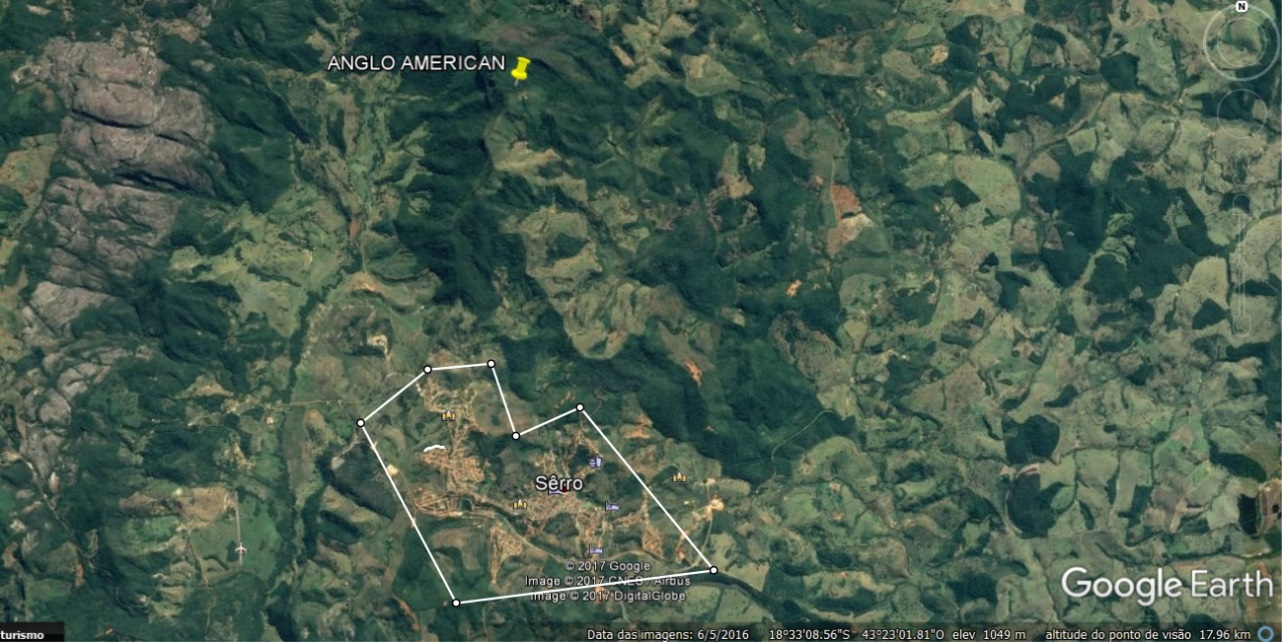 N
ANGLO AMERICAN
Sêrro
© 2017 Google
Image © 2017 CNES / Airbus
Image © 2017 DigitalGlobe
Google Earth
turismo
Data das imagens: 6/5/2016 18°33'08.56"S 43°23'01.81"O elev 1049 m altitude do ponto de visão 17.96 km